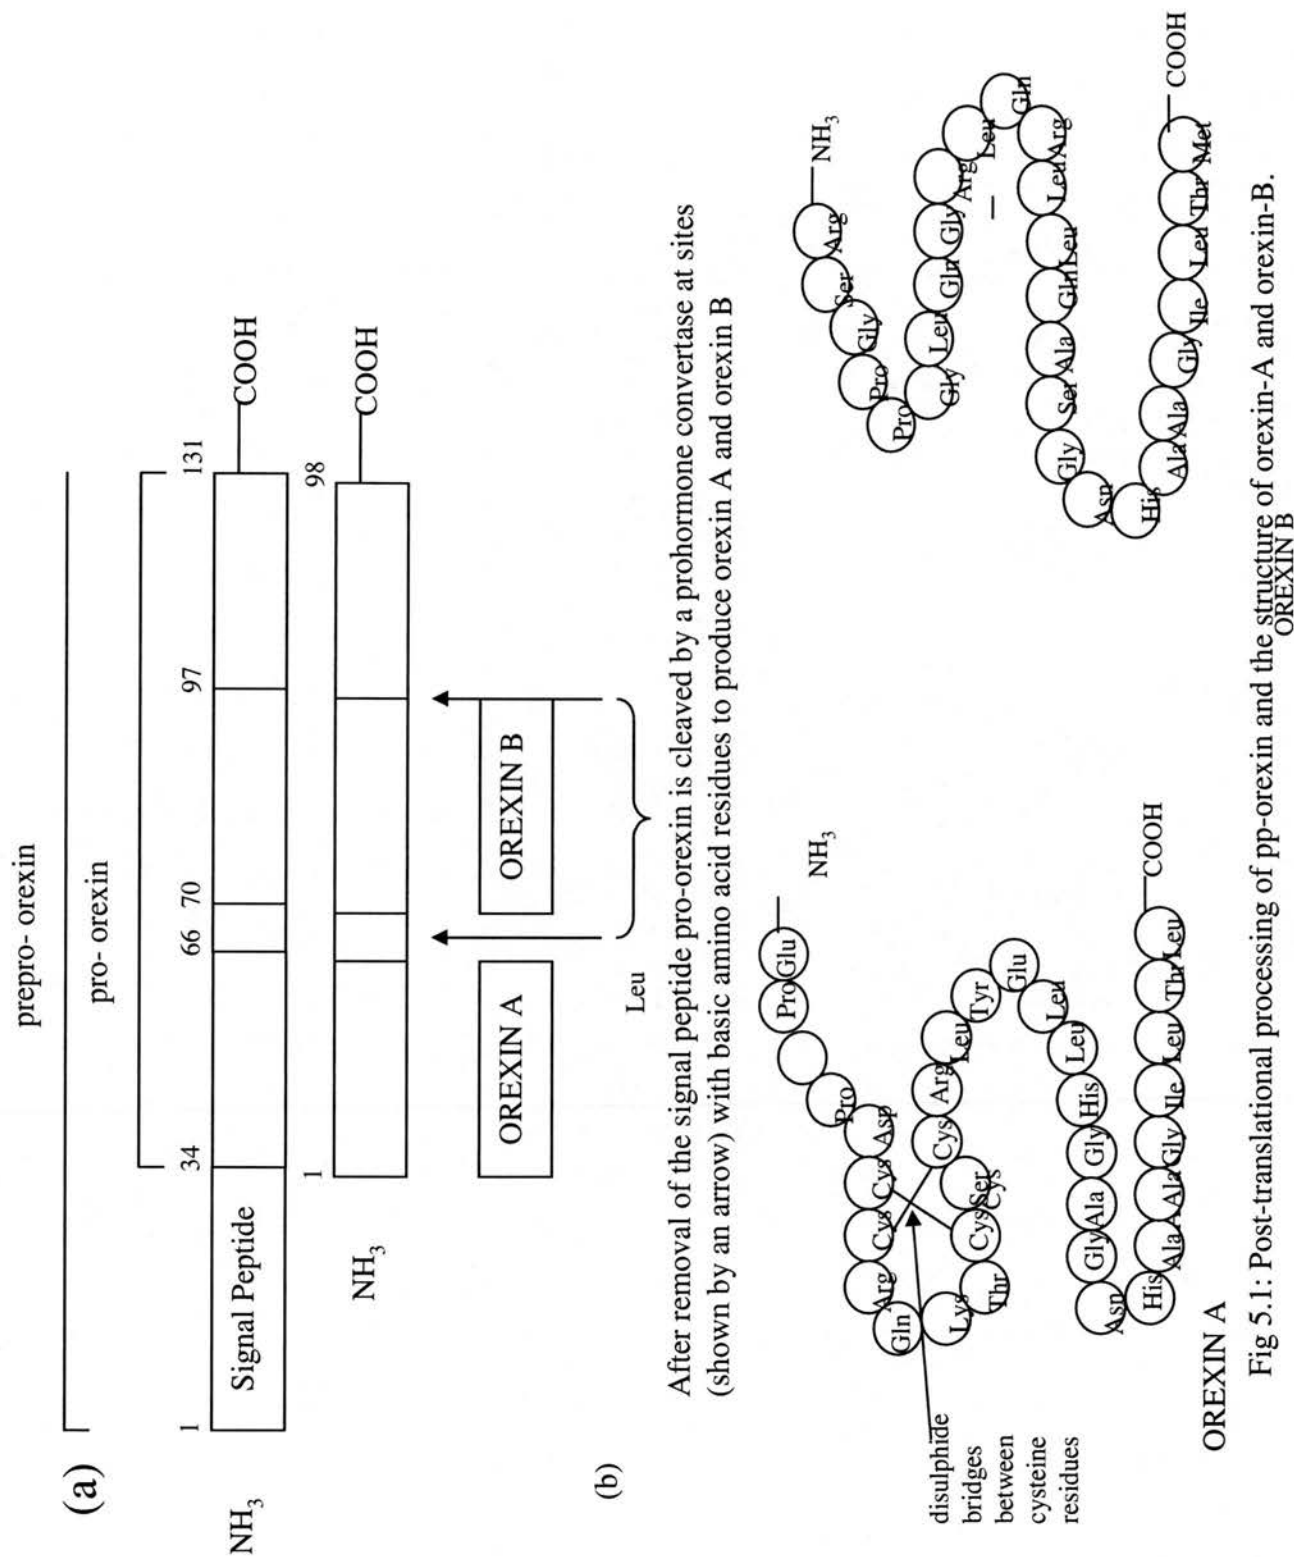 (a)
prepro- orexin
pro- orexin
1
34
66
70
97
131
NH3
Signal Peptide
COOH
1
98
NH3
COOH
OREXIN A
OREXIN B
Leu
(b)
After removal of the signal peptide pro-orexin is cleaved by a prohormone convertase at sites
(shown by an arrow) with basic amino acid residues to produce orexin A and orexin B
NH3
Glu
Pro
Pro
Asp
Cys
Cys
Arg
Gln
Lys
Thr
Cys
Cys
Ser
Cys
Arg
Leu
Tyr
Glu
Leu
Leu
His
Gly
Ala
Gly
Asn
His
Ala
Ala
Gly
Ile
Leu
Thr
Leu
COOH
disulphide
bridges
between
cysteine
residues
OREXIN A
NH3
Arg
Ser
Gly
Pro
Pro
Gly
Leu
Gln
Gly
Arg
Leu
Gln
Arg
Leu
Leu
Gln
Ala
Ser
Gly
Asn
His
Ala
Ala
Gly
Ile
Leu
Thr
Met
COOH
Fig 5.1: Post-translational processing of pp-orexin and the structure of orexin-A and orexin-B.
OREXIN B